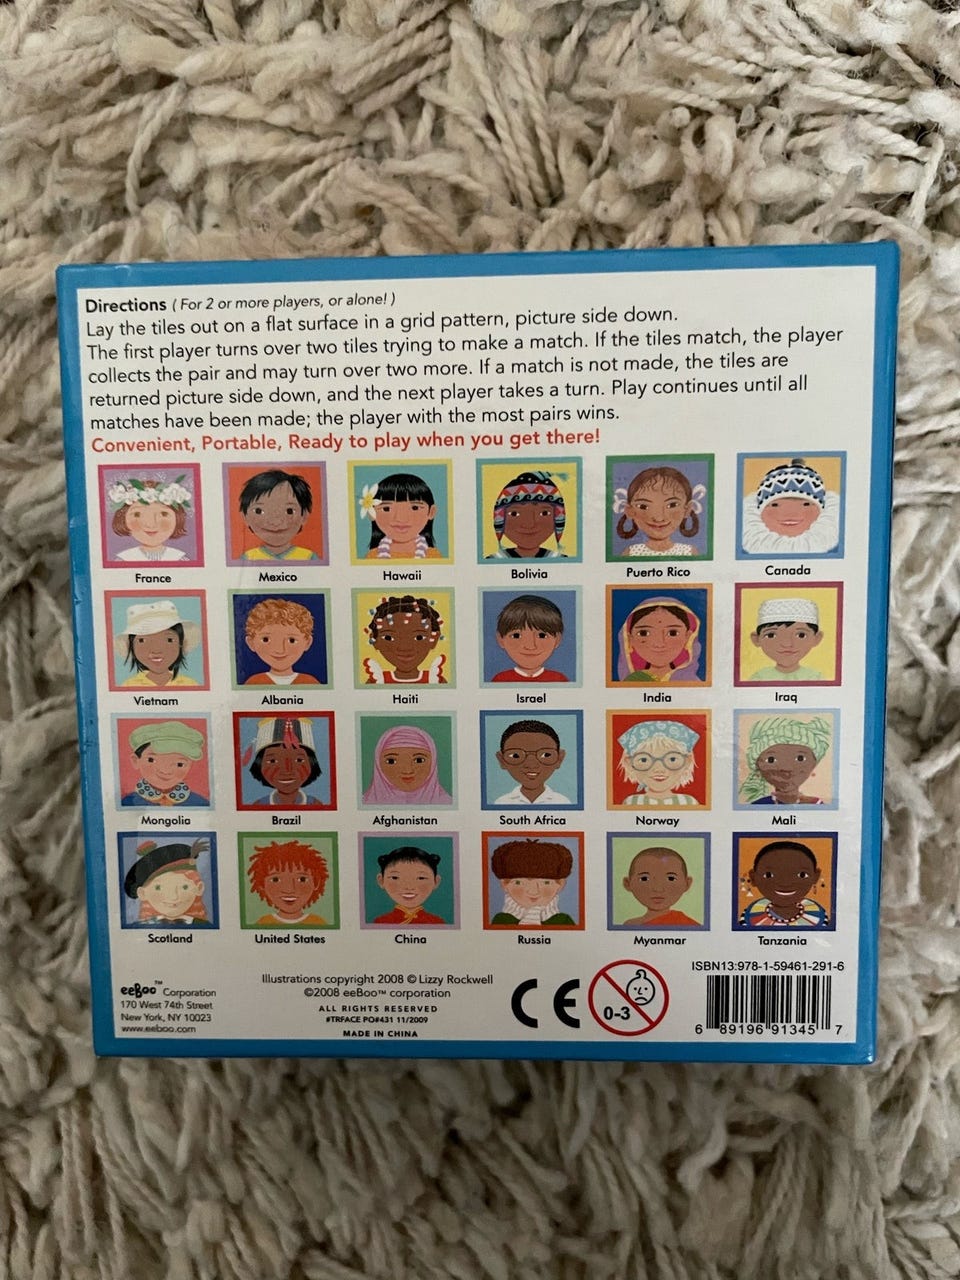 Directions ( For 2 or more players, or alone! )
Lay the tiles out on a flat surface in a grid pattern, picture side down.
The first player turns over two tiles trying to make a match. If the tiles match, the player
collects the pair and may turn over two more. If a match is not made, the tiles are
returned picture side down, and the next player takes a turn. Play continues until all
matches have been made; the player with the most pairs wins.
Convenient, Portable, Ready to play when you get there!
France Mexico Hawaii Bolivia Puerto Rico Canada
Vietnam Albania Haiti Israel India Iraq
Mongolia Brazil Afghanistan South Africa Norway Mali
Scotland United States China Russia Myanmar Tanzania
eeBoo™ Corporation
170 West 74th Street
New York, NY 10023
www.eeboo.com
Illustrations copyright 2008 © Lizzy Rockwell
©2008 eeBoo™ corporation
ALL RIGHTS RESERVED
#TRFACE PO#431 11/2009
MADE IN CHINA
CE
0-3
ISBN13:978-1-59461-291-6
6 89196 91345 7